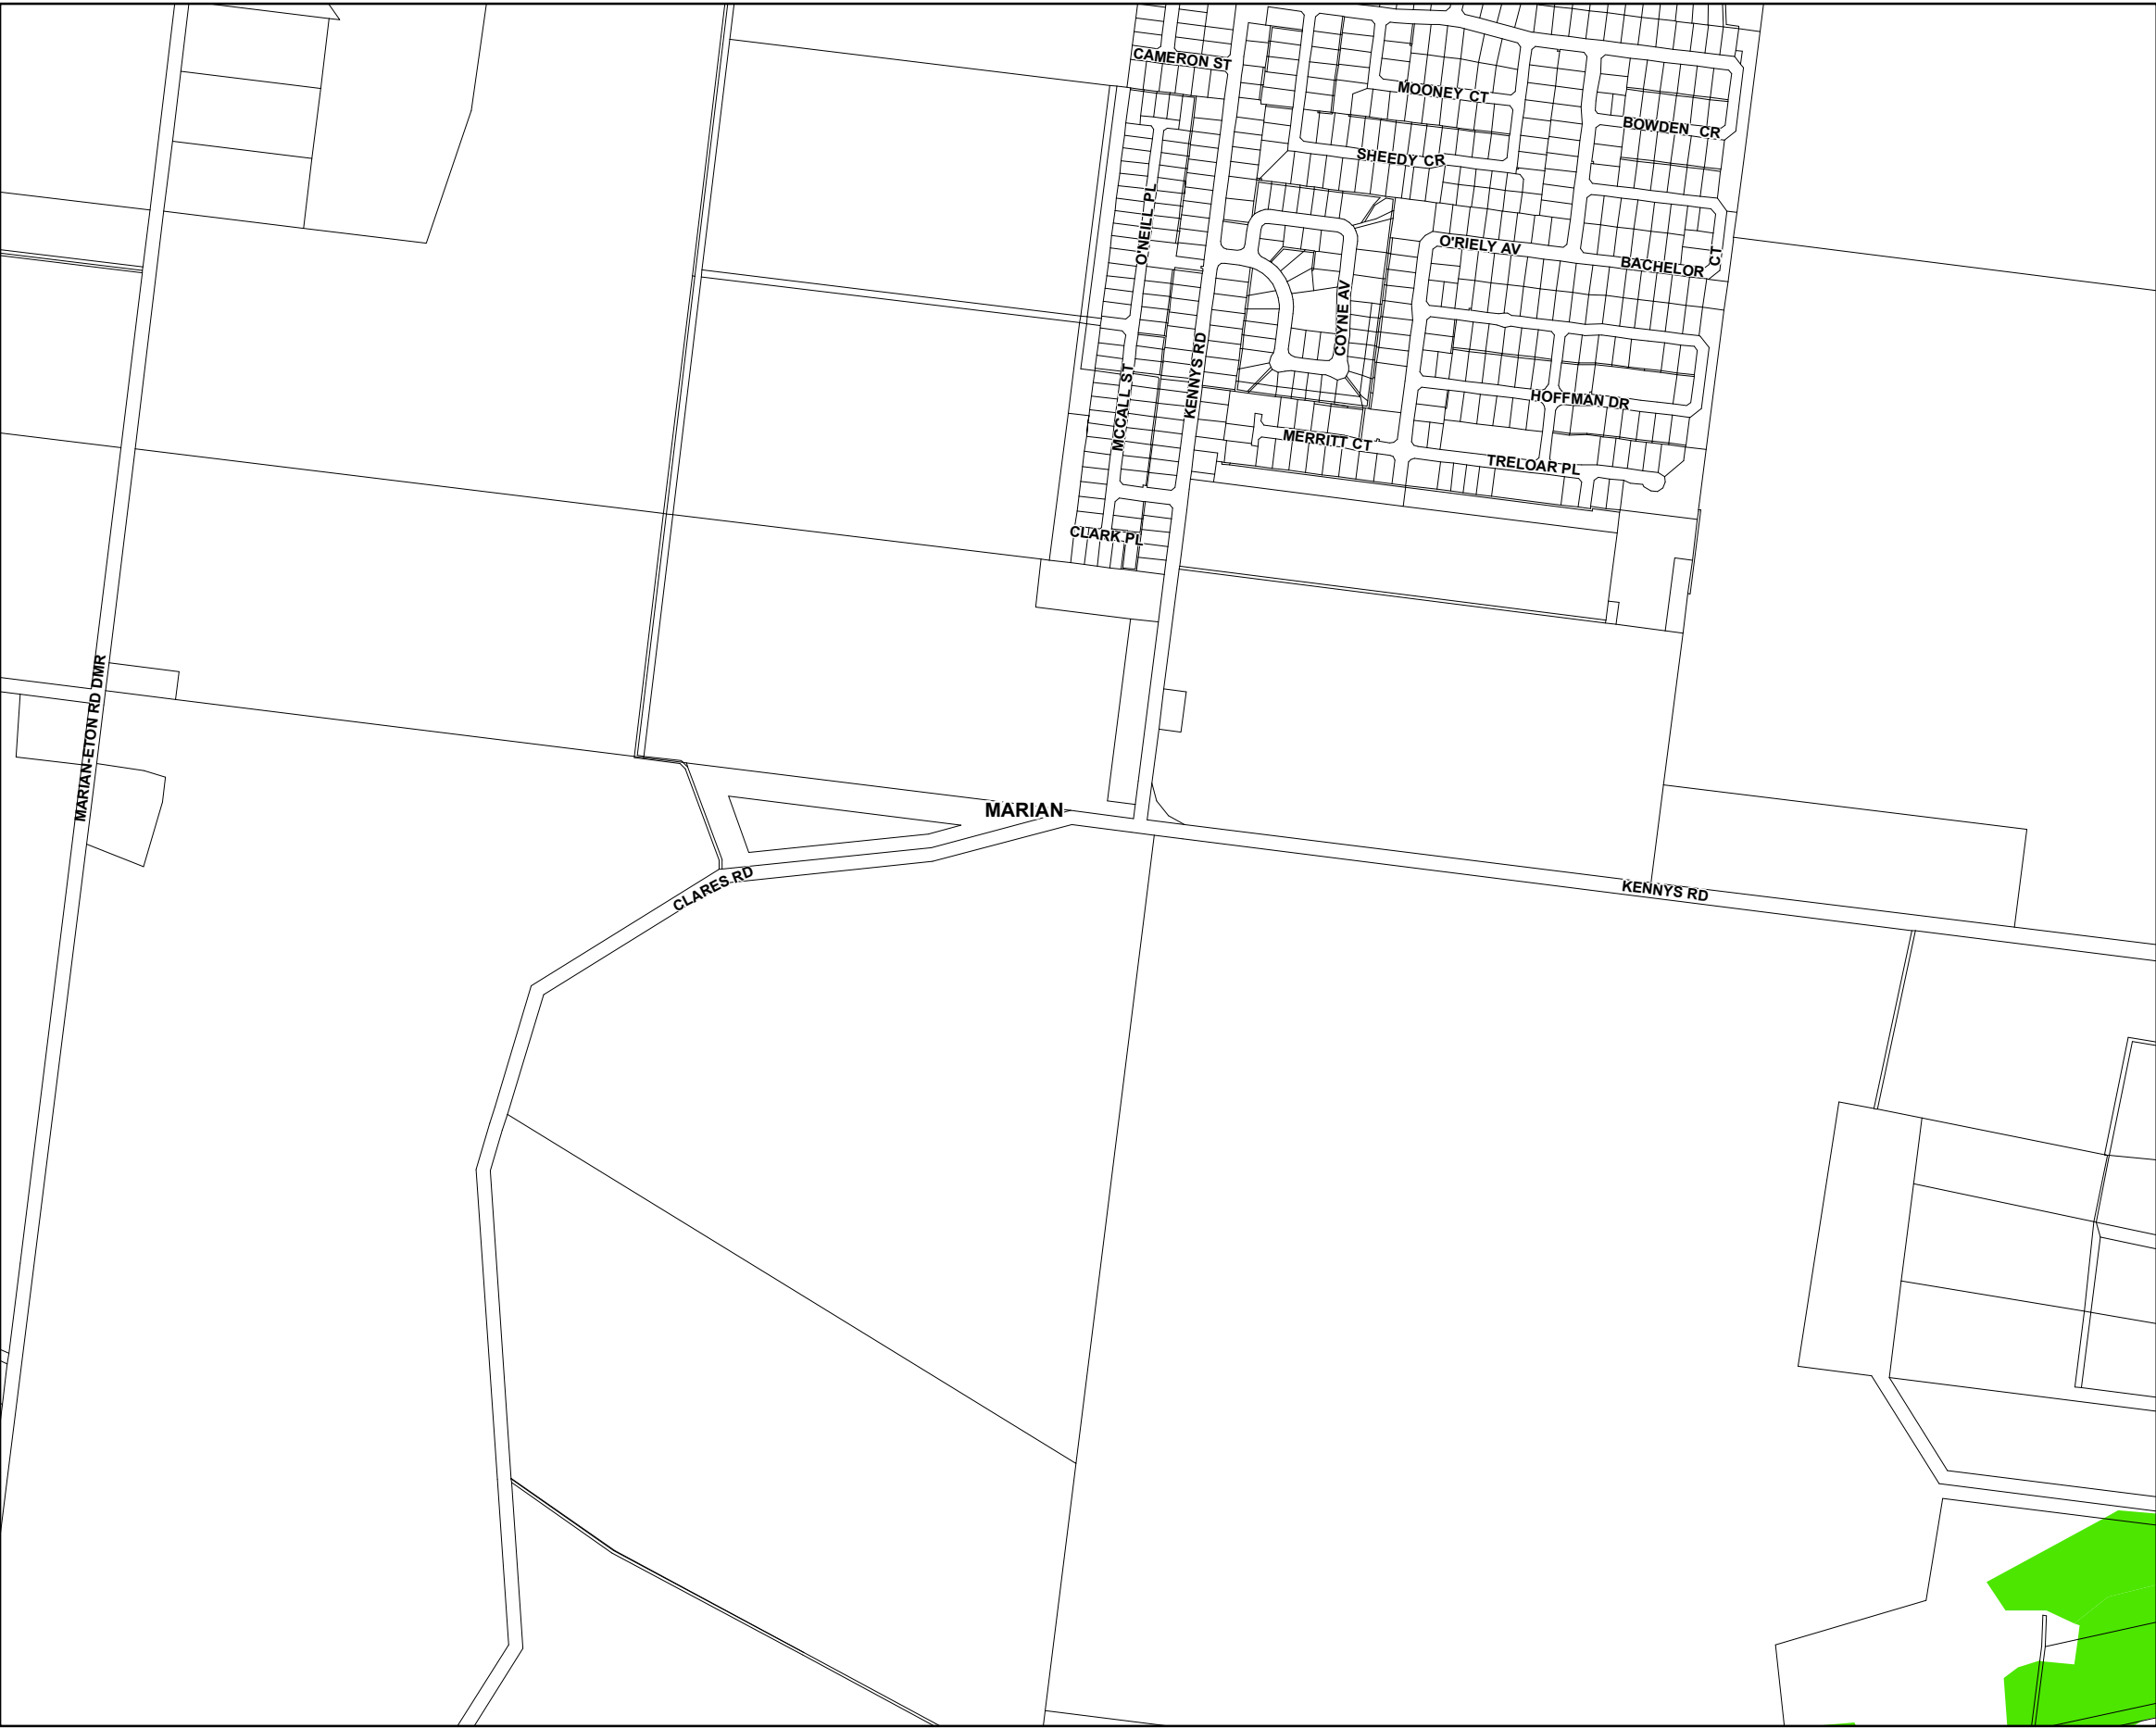 CAMERON ST
MOONEY CT
BOWDEN CR
SHEEDY CR
O'NEILL PL
O'RIELY AV
BACHELOR CT
COYNE AV
KENNYS RD
MCCALL ST
HOFFMAN DR
MERRITT CT
TRELOAR PL
CLARK PL
MARIAN-ETON RD DMR
MARIAN
CLARES RD
KENNYS RD